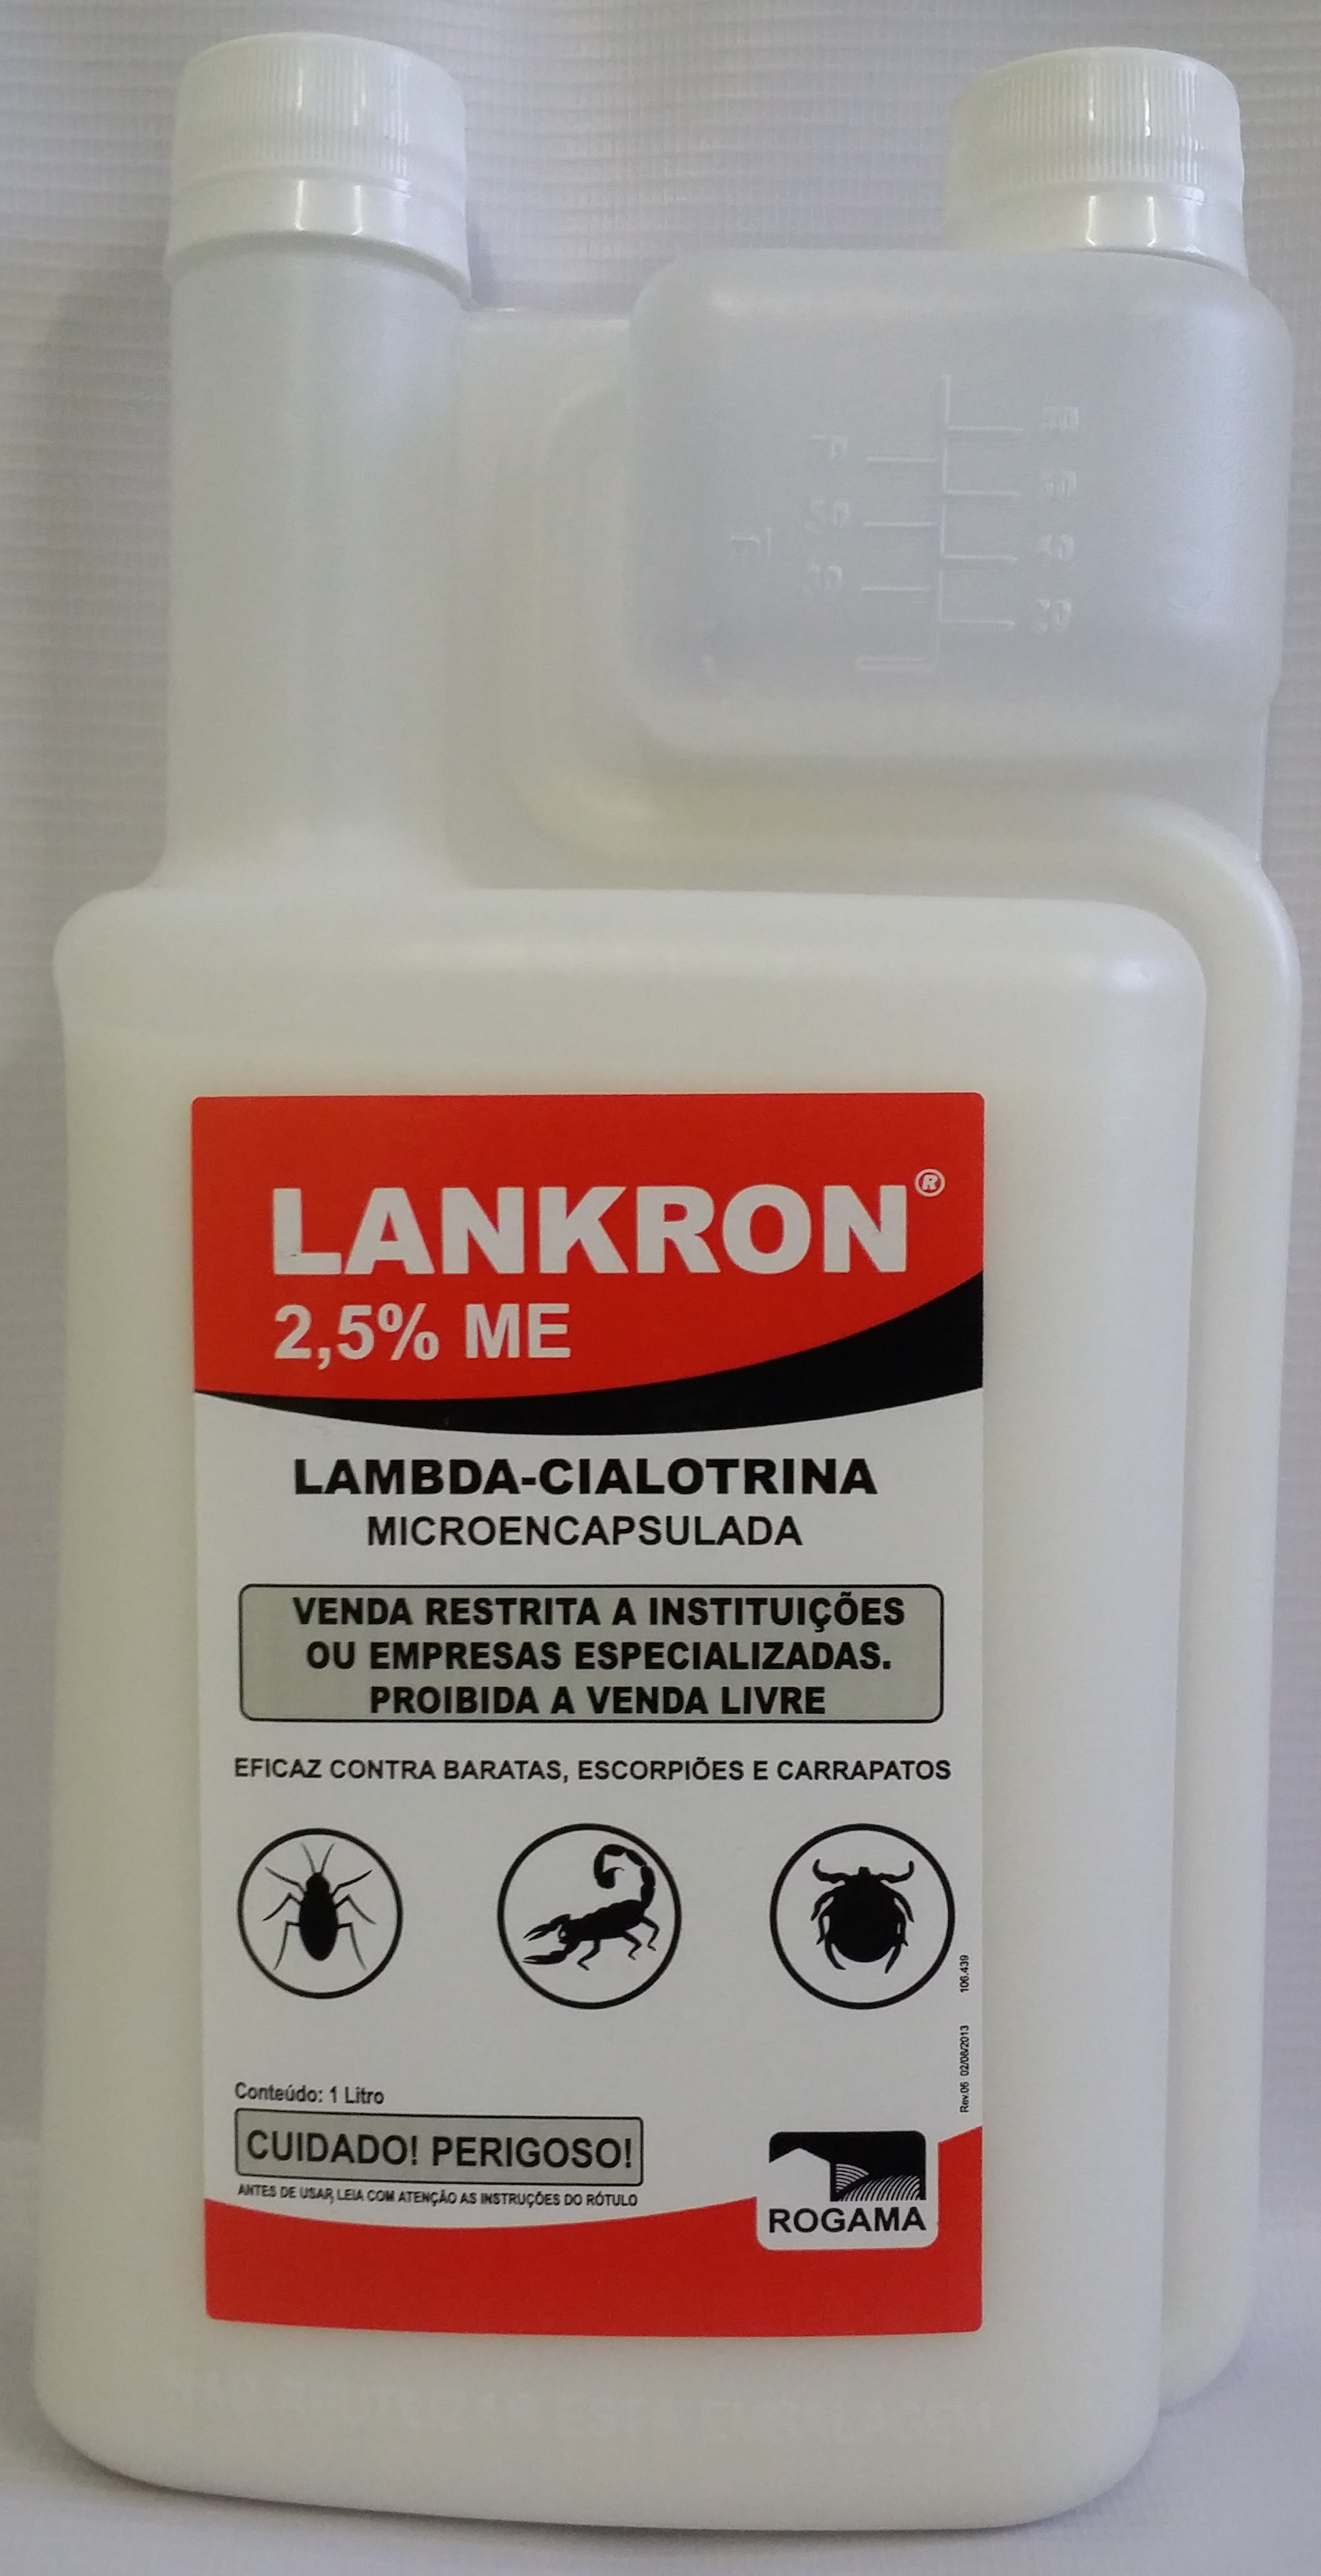 LANKRON®
2,5% ME
LAMBDA-CIALOTRINA
MICROENCAPSULADA
VENDA RESTRITA A INSTITUIÇÕES
OU EMPRESAS ESPECIALIZADAS.
PROIBIDA A VENDA LIVRE
EFICAZ CONTRA BARATAS, ESCORPIÕES E CARRAPATOS
Rev.06 02/08/2013 106.439
Conteúdo: 1 Litro
CUIDADO! PERIGOSO!
ANTES DE USAR, LEIA COM ATENÇÃO AS INSTRUÇÕES DO RÓTULO
ROGAMA